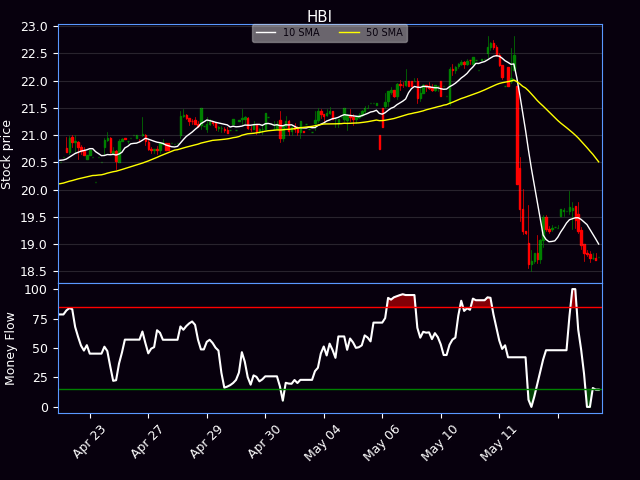 HBI
10 SMA
50 SMA
Stock price
23.0
22.5
22.0
21.5
21.0
20.5
20.0
19.5
19.0
18.5
Money Flow
100
75
50
25
0
Apr 23
Apr 27
Apr 29
Apr 30
May 04
May 06
May 10
May 11